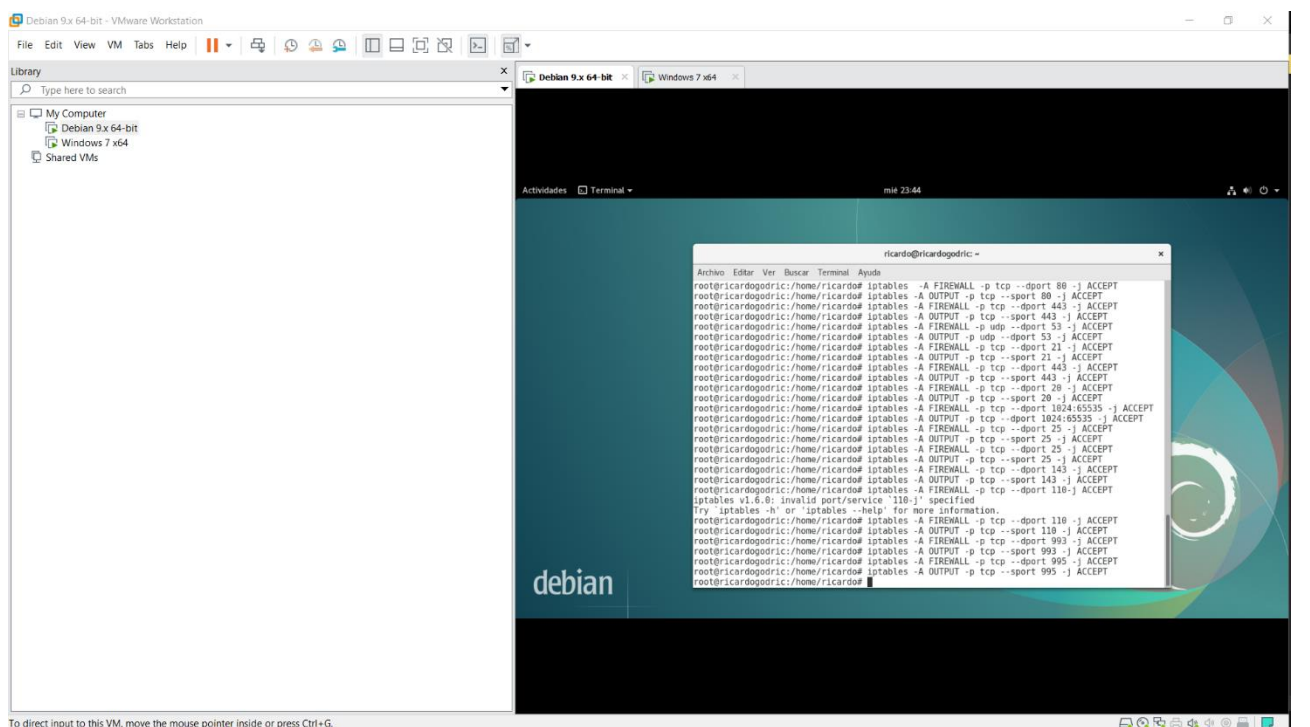 Debian 9.x 64-bit - VMware Workstation
File Edit View VM Tabs Help
Library
Type here to search
My Computer
Debian 9.x 64-bit
Windows 7 x64
Shared VMs
Debian 9.x 64-bit
Windows 7 x64
Actividades Terminal
mié 23:44
ricardo@ricardogodric: ~
Archivo Editar Ver Buscar Terminal Ayuda
root@ricardogodric:/home/ricardo# iptables  -A FIREWALL -p tcp --dport 80 -j ACCEPT
root@ricardogodric:/home/ricardo# iptables -A OUTPUT -p tcp --sport 80 -j ACCEPT
root@ricardogodric:/home/ricardo# iptables -A FIREWALL -p tcp --dport 443 -j ACCEPT
root@ricardogodric:/home/ricardo# iptables -A OUTPUT -p tcp --sport 443 -j ACCEPT
root@ricardogodric:/home/ricardo# iptables -A FIREWALL -p udp --dport 53 -j ACCEPT
root@ricardogodric:/home/ricardo# iptables -A OUTPUT -p udp --dport 53 -j ACCEPT
root@ricardogodric:/home/ricardo# iptables -A FIREWALL -p tcp --dport 21 -j ACCEPT
root@ricardogodric:/home/ricardo# iptables -A OUTPUT -p tcp --sport 21 -j ACCEPT
root@ricardogodric:/home/ricardo# iptables -A FIREWALL -p tcp --dport 443 -j ACCEPT
root@ricardogodric:/home/ricardo# iptables -A OUTPUT -p tcp --sport 443 -j ACCEPT
root@ricardogodric:/home/ricardo# iptables -A FIREWALL -p tcp --dport 20 -j ACCEPT
root@ricardogodric:/home/ricardo# iptables -A OUTPUT -p tcp --sport 20 -j ACCEPT
root@ricardogodric:/home/ricardo# iptables -A FIREWALL -p tcp --dport 1024:65535 -j ACCEPT
root@ricardogodric:/home/ricardo# iptables -A OUTPUT -p tcp --dport 1024:65535 -j ACCEPT
root@ricardogodric:/home/ricardo# iptables -A FIREWALL -p tcp --dport 25 -j ACCEPT
root@ricardogodric:/home/ricardo# iptables -A OUTPUT -p tcp --sport 25 -j ACCEPT
root@ricardogodric:/home/ricardo# iptables -A FIREWALL -p tcp --dport 25 -j ACCEPT
root@ricardogodric:/home/ricardo# iptables -A OUTPUT -p tcp --sport 25 -j ACCEPT
root@ricardogodric:/home/ricardo# iptables -A FIREWALL -p tcp --dport 143 -j ACCEPT
root@ricardogodric:/home/ricardo# iptables -A OUTPUT -p tcp --sport 143 -j ACCEPT
root@ricardogodric:/home/ricardo# iptables -A FIREWALL -p tcp --dport 110-j ACCEPT
iptables v1.6.0: invalid port/service `110-j' specified
Try `iptables -h' or 'iptables --help' for more information.
root@ricardogodric:/home/ricardo# iptables -A FIREWALL -p tcp --dport 110 -j ACCEPT
root@ricardogodric:/home/ricardo# iptables -A OUTPUT -p tcp --sport 110 -j ACCEPT
root@ricardogodric:/home/ricardo# iptables -A FIREWALL -p tcp --dport 993 -j ACCEPT
root@ricardogodric:/home/ricardo# iptables -A OUTPUT -p tcp --sport 993 -j ACCEPT
root@ricardogodric:/home/ricardo# iptables -A FIREWALL -p tcp --dport 995 -j ACCEPT
root@ricardogodric:/home/ricardo# iptables -A OUTPUT -p tcp --sport 995 -j ACCEPT
root@ricardogodric:/home/ricardo#
debian
To direct input to this VM, move the mouse pointer inside or press Ctrl+G.